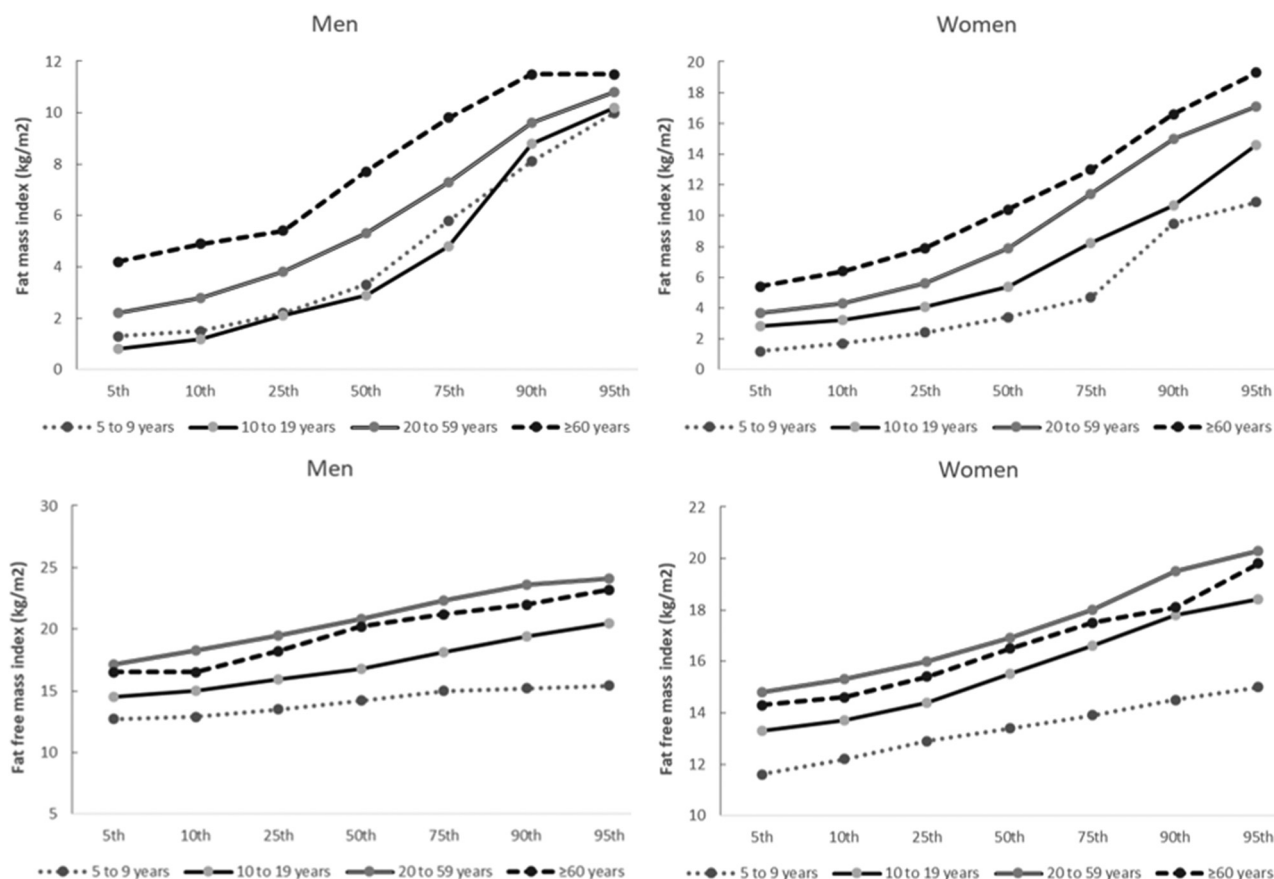 Men
Fat mass index (kg/m2)
12
10
8
6
4
2
0
5th 10th 25th 50th 75th 90th 95th
5 to 9 years 10 to 19 years 20 to 59 years ≥60 years
Women
Fat mass index (kg/m2)
20
18
16
14
12
10
8
6
4
2
0
5th 10th 25th 50th 75th 90th 95th
5 to 9 years 10 to 19 years 20 to 59 years ≥60 years
Men
Fat free mass index (kg/m2)
30
25
20
15
10
5
5th 10th 25th 50th 75th 90th 95th
5 to 9 years 10 to 19 years 20 to 59 years ≥60 years
Women
Fat free mass index (kg/m2)
22
20
18
16
14
12
10
5th 10th 25th 50th 75th 90th 95th
5 to 9 years 10 to 19 years 20 to 59 years ≥60 years